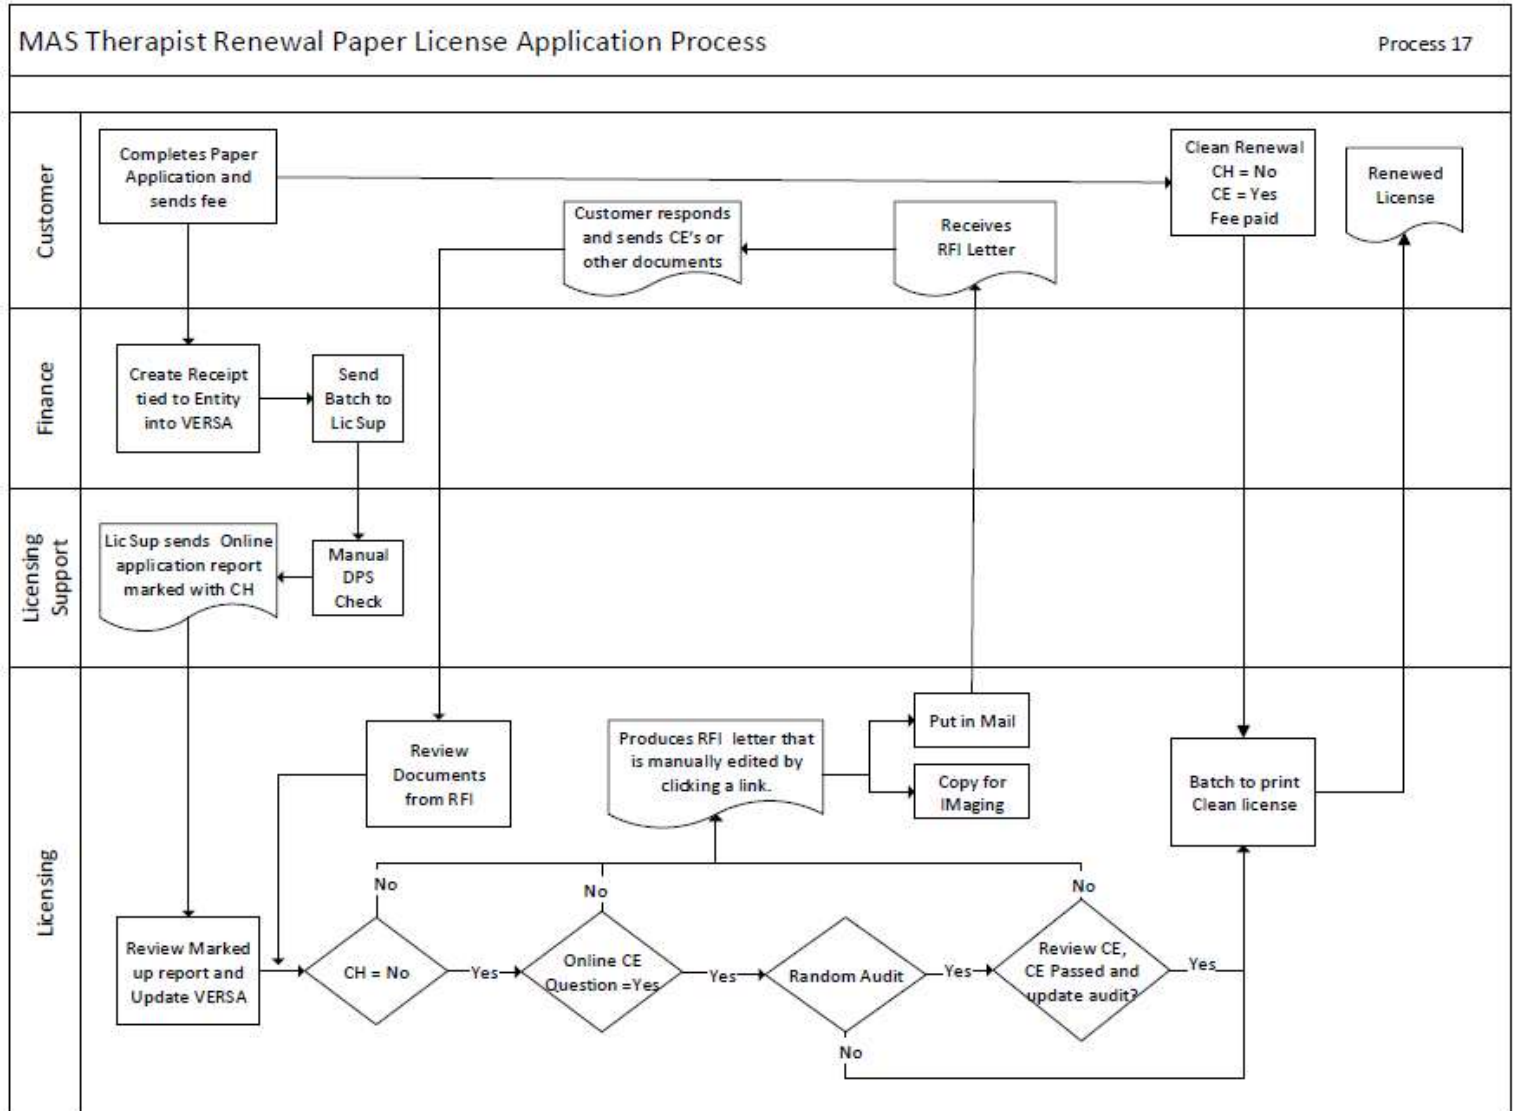 MAS Therapist Renewal Paper License Application Process
Process 17
Customer
Completes Paper
Application and
sends fee
Customer responds
and sends CE's or
other documents
Receives
RFI Letter
Clean Renewal
CH = No
CE = Yes
Fee paid
Renewed
License
Finance
Create Receipt
tied to Entity
into VERSA
Send
Batch to
Lic Sup
Licensing
Support
Lic Sup sends Online
application report
marked with CH
Manual
DPS
Check
Licensing
Review
Documents
from RFI
Produces RFI letter that
is manually edited by
clicking a link.
Put in Mail
Copy for
IMaging
Batch to print
Clean license
No
No
No
Review Marked
up report and
Update VERSA
CH = No
Yes
Online CE
Question =Yes
Yes
Random Audit
Yes
Review CE,
CE Passed and
update audit?
Yes
No